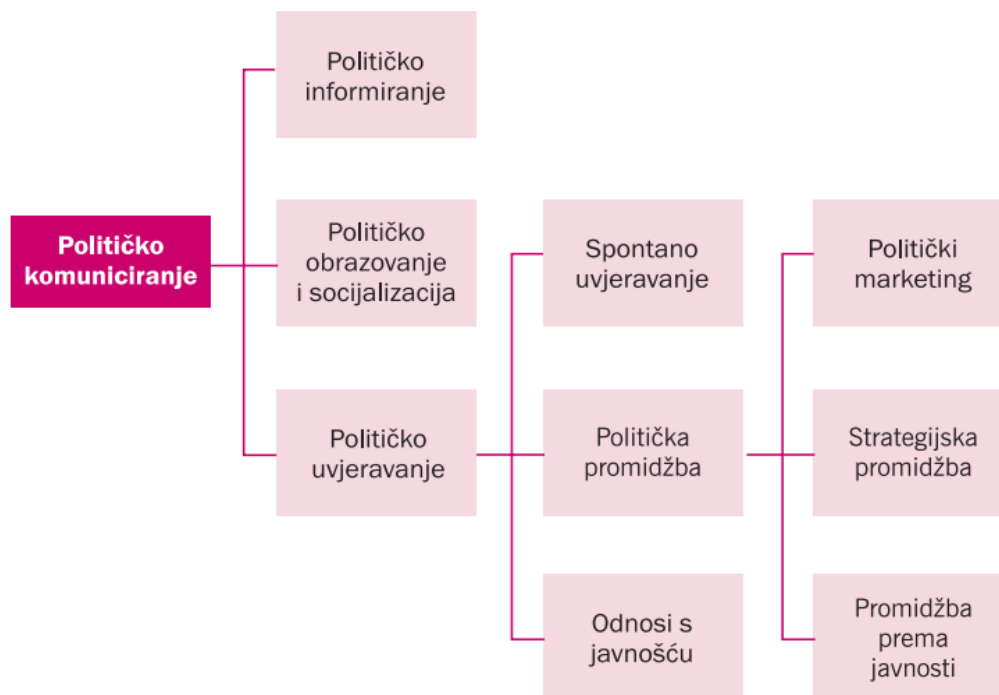 Političko
informiranje
Političko
komuniciranje
Političko
obrazovanje
i socijalizacija
Spontano
uvjeravanje
Politički
marketing
Političko
uvjeravanje
Politička
promidžba
Strategijska
promidžba
Odnosi s
javnošću
Promidžba
prema
javnosti